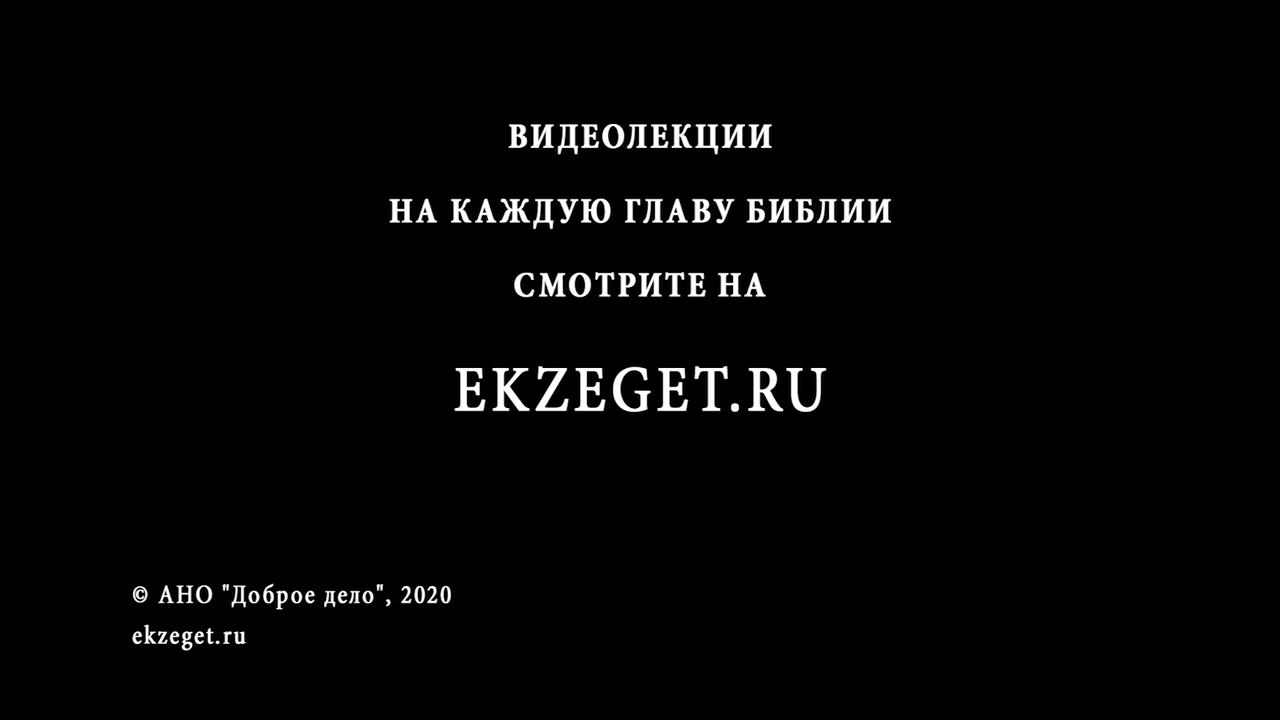 ВИДЕОЛЕКЦИИ
НА КАЖДУЮ ГЛАВУ БИБЛИИ
СМОТРИТЕ НА
EKZEGET.RU
© АНО "Доброе дело", 2020
ekzeget.ru